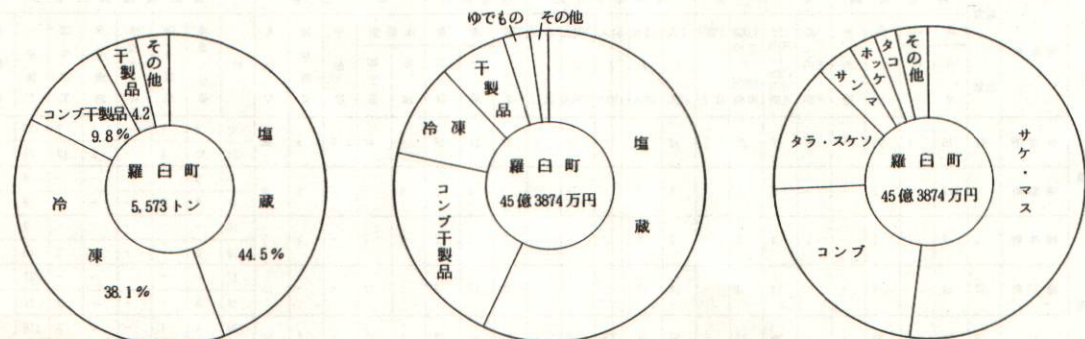 その他
干製品
4.2
コンブ干製品
9.8%
羅臼町
5,573トン
塩蔵
44.5%
冷凍
38.1%
ゆでもの
その他
干製品
冷凍
コンブ干製品
羅臼町
45億3874万円
塩蔵
その他
タコ
ホッケ
サンマ
タラ・スケソ
コンブ
羅臼町
45億3874万円
サケ・マス